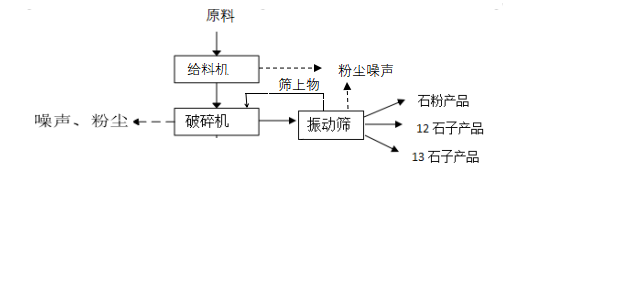 原料
给料机
粉尘噪声
筛上物
石粉产品
噪声、粉尘
破碎机
振动筛
12 石子产品
13 石子产品